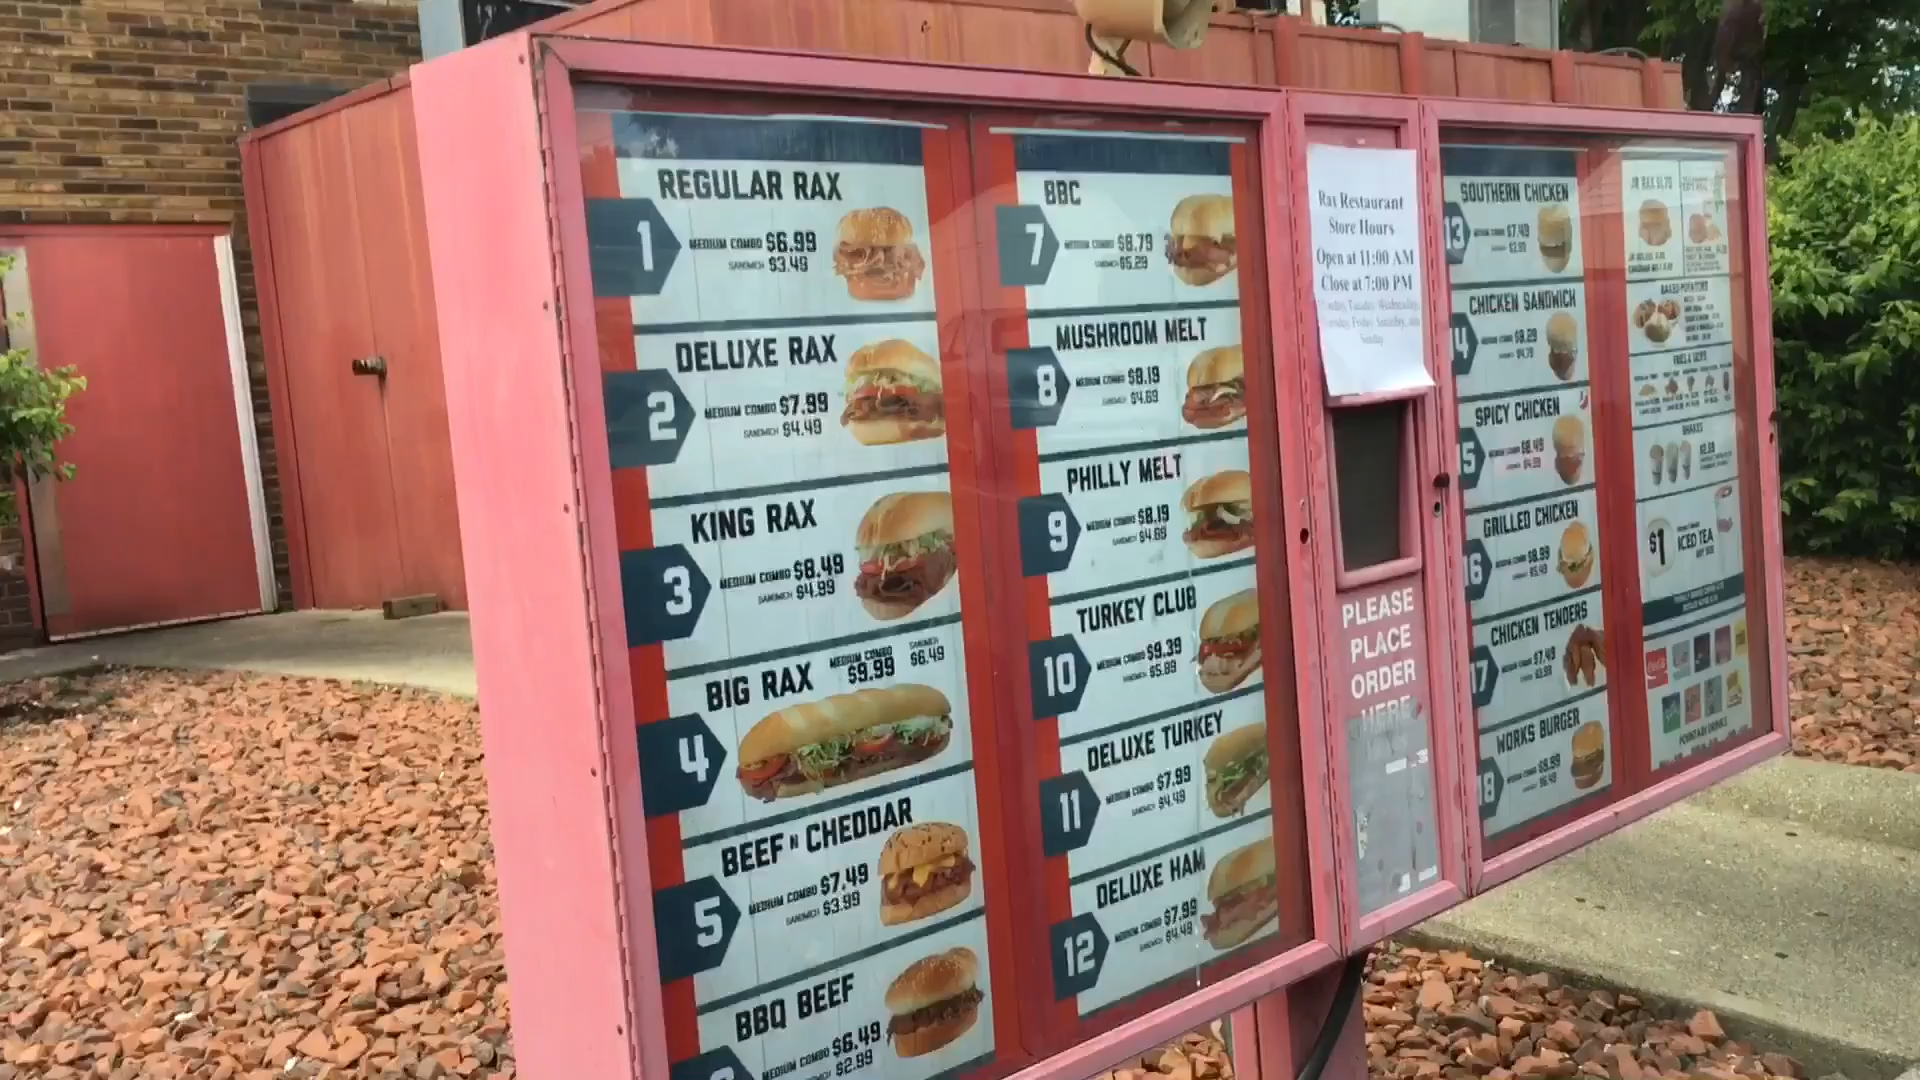 REGULAR RAX
1
MEDIUM COMBO $6.99
SANDWICH $3.49
DELUXE RAX
2
MEDIUM COMBO $7.99
SANDWICH $4.49
KING RAX
3
MEDIUM COMBO $8.49
SANDWICH $4.99
BIG RAX
MEDIUM COMBO
$9.99
SANDWICH
$6.49
4
BEEF N CHEDDAR
5
MEDIUM COMBO $7.49
SANDWICH $3.99
BBQ BEEF
MEDIUM COMBO $6.49
$2.99
BBC
7
MEDIUM COMBO $8.79
SANDWICH $5.29
MUSHROOM MELT
8
MEDIUM COMBO $8.19
SANDWICH $4.69
PHILLY MELT
9
MEDIUM COMBO $8.19
SANDWICH $4.69
TURKEY CLUB
10
MEDIUM COMBO $9.39
SANDWICH $5.89
DELUXE TURKEY
11
MEDIUM COMBO $7.99
SANDWICH $4.49
DELUXE HAM
12
MEDIUM COMBO $7.99
SANDWICH $4.49
Rax Restaurant
Store Hours
Open at 11:00 AM
Close at 7:00 PM
Sunday
PLEASE
PLACE
ORDER
HERE
SOUTHERN CHICKEN
13
MEDIUM COMBO $7.49
$3.99
CHICKEN SANDWICH
14
MEDIUM COMBO $8.29
$4.79
SPICY CHICKEN
15
MEDIUM COMBO $8.49
$4.99
GRILLED CHICKEN
16
MEDIUM COMBO $8.99
$5.49
CHICKEN TENDERS
17
MEDIUM COMBO $7.49
$3.99
WORKS BURGER
18
MEDIUM COMBO $9.99
$6.49
JR RAX $1.79
BAKED POTATOES
FRIES & SIDES
SHAKES
$2.89
$1 ICED TEA
ANY SIZE
Coca-Cola
FOUNTAIN DRINKS